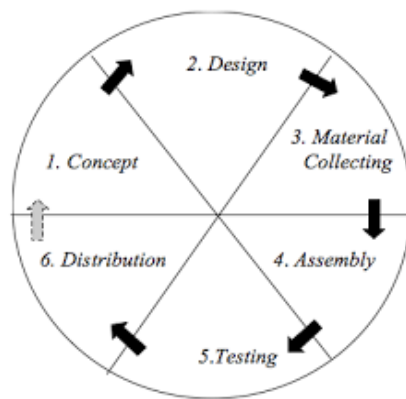 1. Concept
2. Design
3. Material
Collecting
4. Assembly
5.Testing
6. Distribution